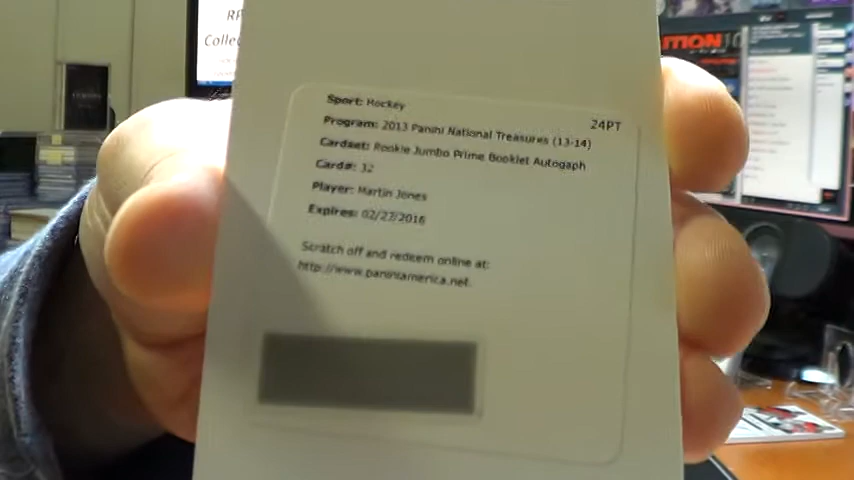 Sport: Hockey
24PT
Program: 2013 Panini National Treasures (13-14)
Cardset: Rookie Jumbo Prime Booklet Autograph
Card#: 32
Player: Martin Jones
Expires: 02/27/2016
Scratch off and redeem online at:
http://www.paniniamerica.net.